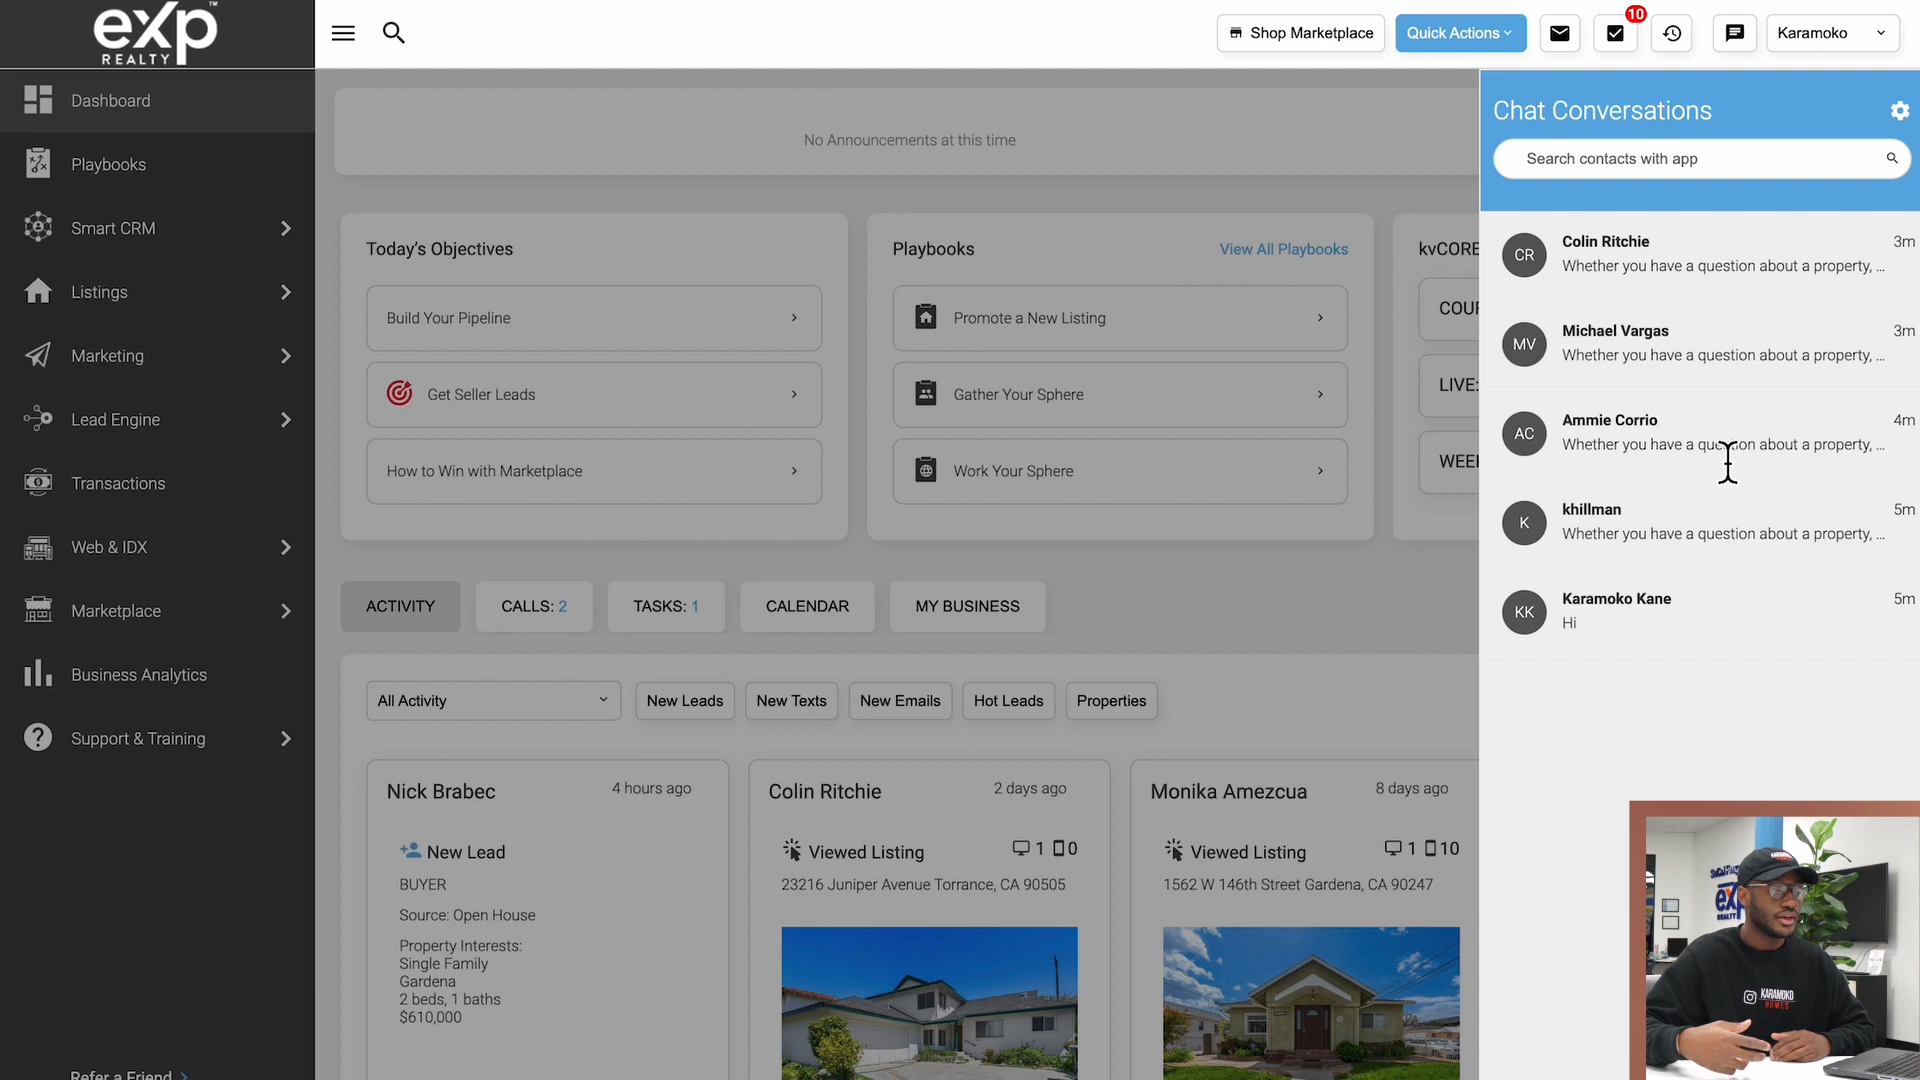 eXp™
REALTY
Shop Marketplace
Quick Actions
10
Karamoko
Dashboard
Playbooks
Smart CRM
Listings
Marketing
Lead Engine
Transactions
Web & IDX
Marketplace
Business Analytics
Support & Training
Refer a Friend
No Announcements at this time
Today's Objectives
Build Your Pipeline
Get Seller Leads
How to Win with Marketplace
Playbooks
View All Playbooks
Promote a New Listing
Gather Your Sphere
Work Your Sphere
kvCORE
COU
LIVE:
WEE
ACTIVITY
CALLS: 2
TASKS: 1
CALENDAR
MY BUSINESS
All Activity
New Leads
New Texts
New Emails
Hot Leads
Properties
Nick Brabec
4 hours ago
New Lead
BUYER
Source: Open House
Property Interests:
Single Family
Gardena
2 beds, 1 baths
$610,000
Colin Ritchie
2 days ago
Viewed Listing
1 0
23216 Juniper Avenue Torrance, CA 90505
Monika Amezcua
8 days ago
Viewed Listing
1 10
1562 W 146th Street Gardena, CA 90247
Chat Conversations
Search contacts with app
CR
Colin Ritchie
3m
Whether you have a question about a property, ...
MV
Michael Vargas
3m
Whether you have a question about a property, ...
AC
Ammie Corrio
4m
Whether you have a question about a property, ...
K
khillman
5m
Whether you have a question about a property, ...
KK
Karamoko Kane
5m
Hi
eXp
REALTY
KARAMOKO
HOMES